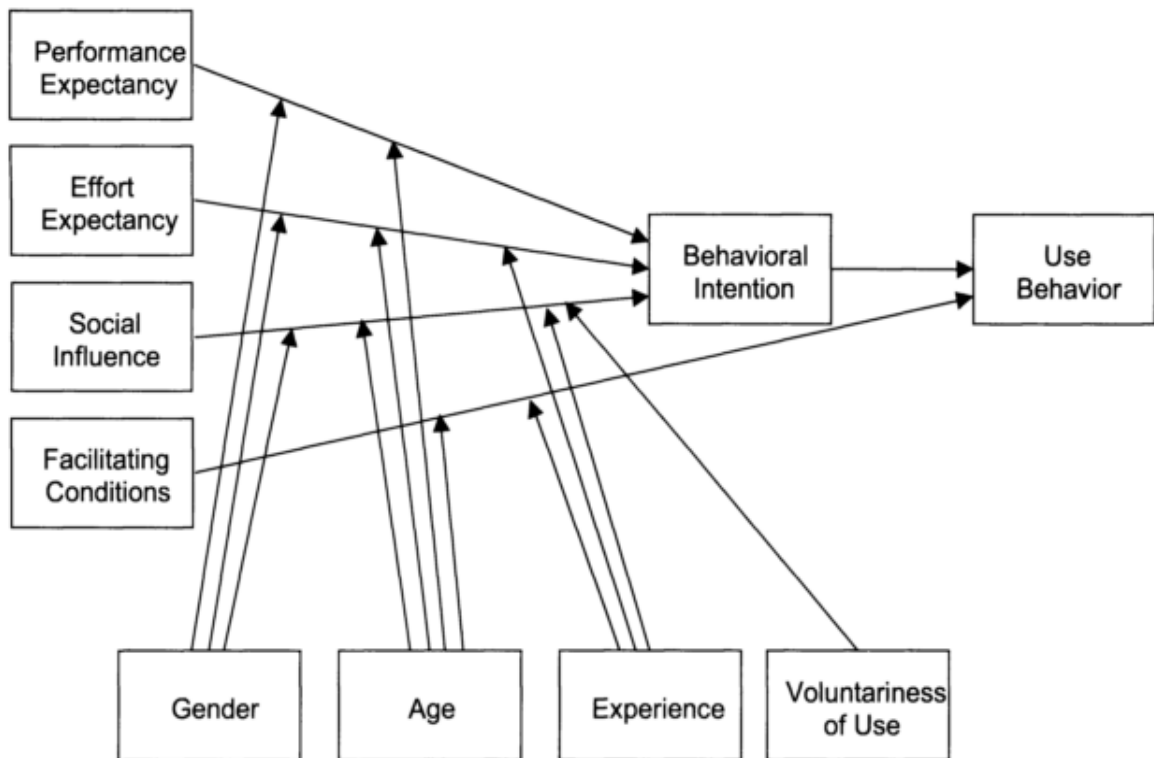 Performance
Expectancy
Effort
Expectancy
Social
Influence
Facilitating
Conditions
Behavioral
Intention
Use
Behavior
Gender
Age
Experience
Voluntariness
of Use